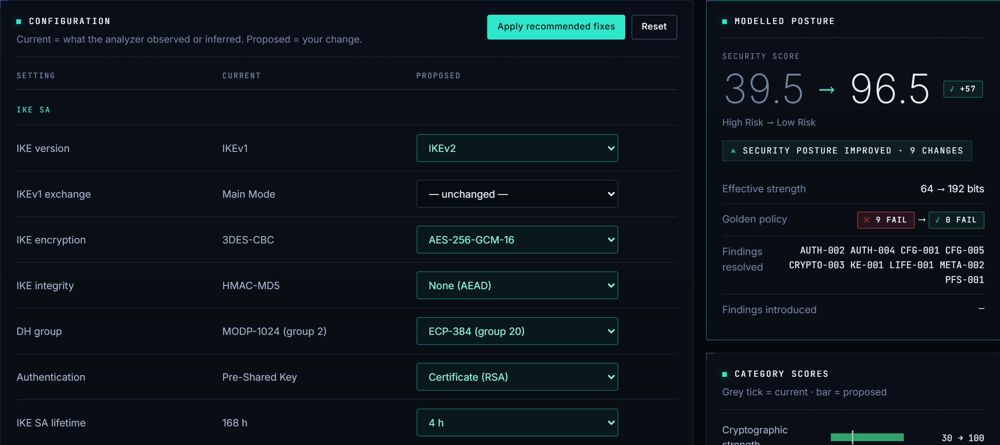 CONFIGURATION
Current = what the analyzer observed or inferred. Proposed = your change.
Apply recommended fixes
Reset
SETTING CURRENT PROPOSED
IKE SA
IKE version IKEv1 IKEv2
IKEv1 exchange Main Mode — unchanged —
IKE encryption 3DES-CBC AES-256-GCM-16
IKE integrity HMAC-MD5 None (AEAD)
DH group MODP-1024 (group 2) ECP-384 (group 20)
Authentication Pre-Shared Key Certificate (RSA)
IKE SA lifetime 168 h 4 h
MODELLED POSTURE
SECURITY SCORE
39.5 → 96.5 ✓ +57
High Risk → Low Risk
▲ SECURITY POSTURE IMPROVED · 9 CHANGES
Effective strength 64 → 192 bits
Golden policy ✕ 9 FAIL → ✓ 0 FAIL
Findings resolved
AUTH-002 AUTH-004 CFG-001 CFG-005
CRYPTO-003 KE-001 LIFE-001 META-002
PFS-001
Findings introduced —
CATEGORY SCORES
Grey tick = current · bar = proposed
Cryptographic
strength
30 → 100